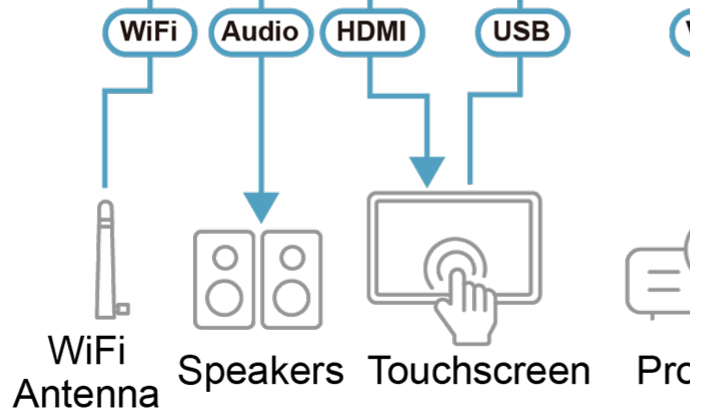 WiFi Audio HDMI USB
WiFi
Antenna
Speakers
Touchscreen